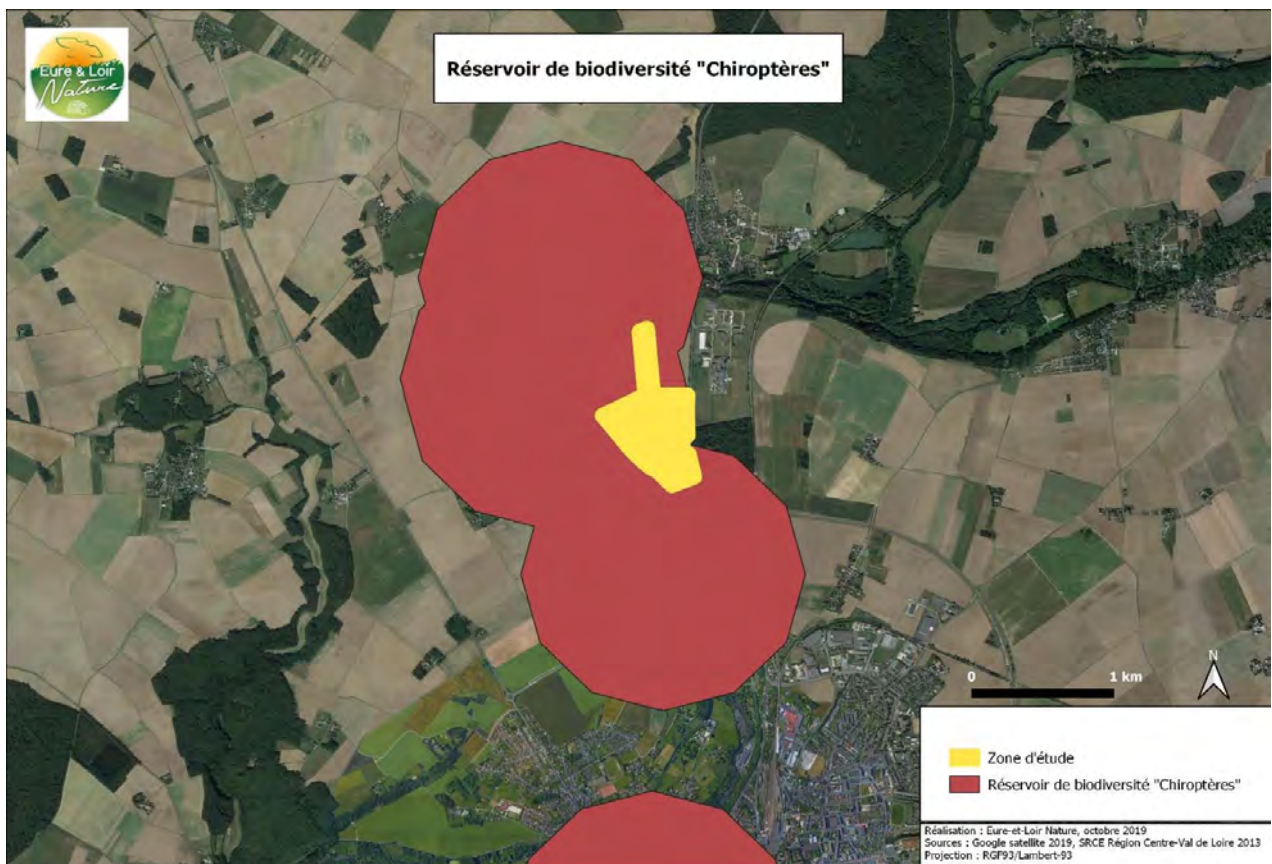 Eure & Loir
Nature
Réservoir de biodiversité "Chiroptères"
N
0 1 km
Zone d'étude
Réservoir de biodiversité "Chiroptères"
Réalisation : Eure-et-Loir Nature, octobre 2019
Sources : Google satellite 2019, SRCE Région Centre-Val de Loire 2013
Projection : RGF93/Lambert-93